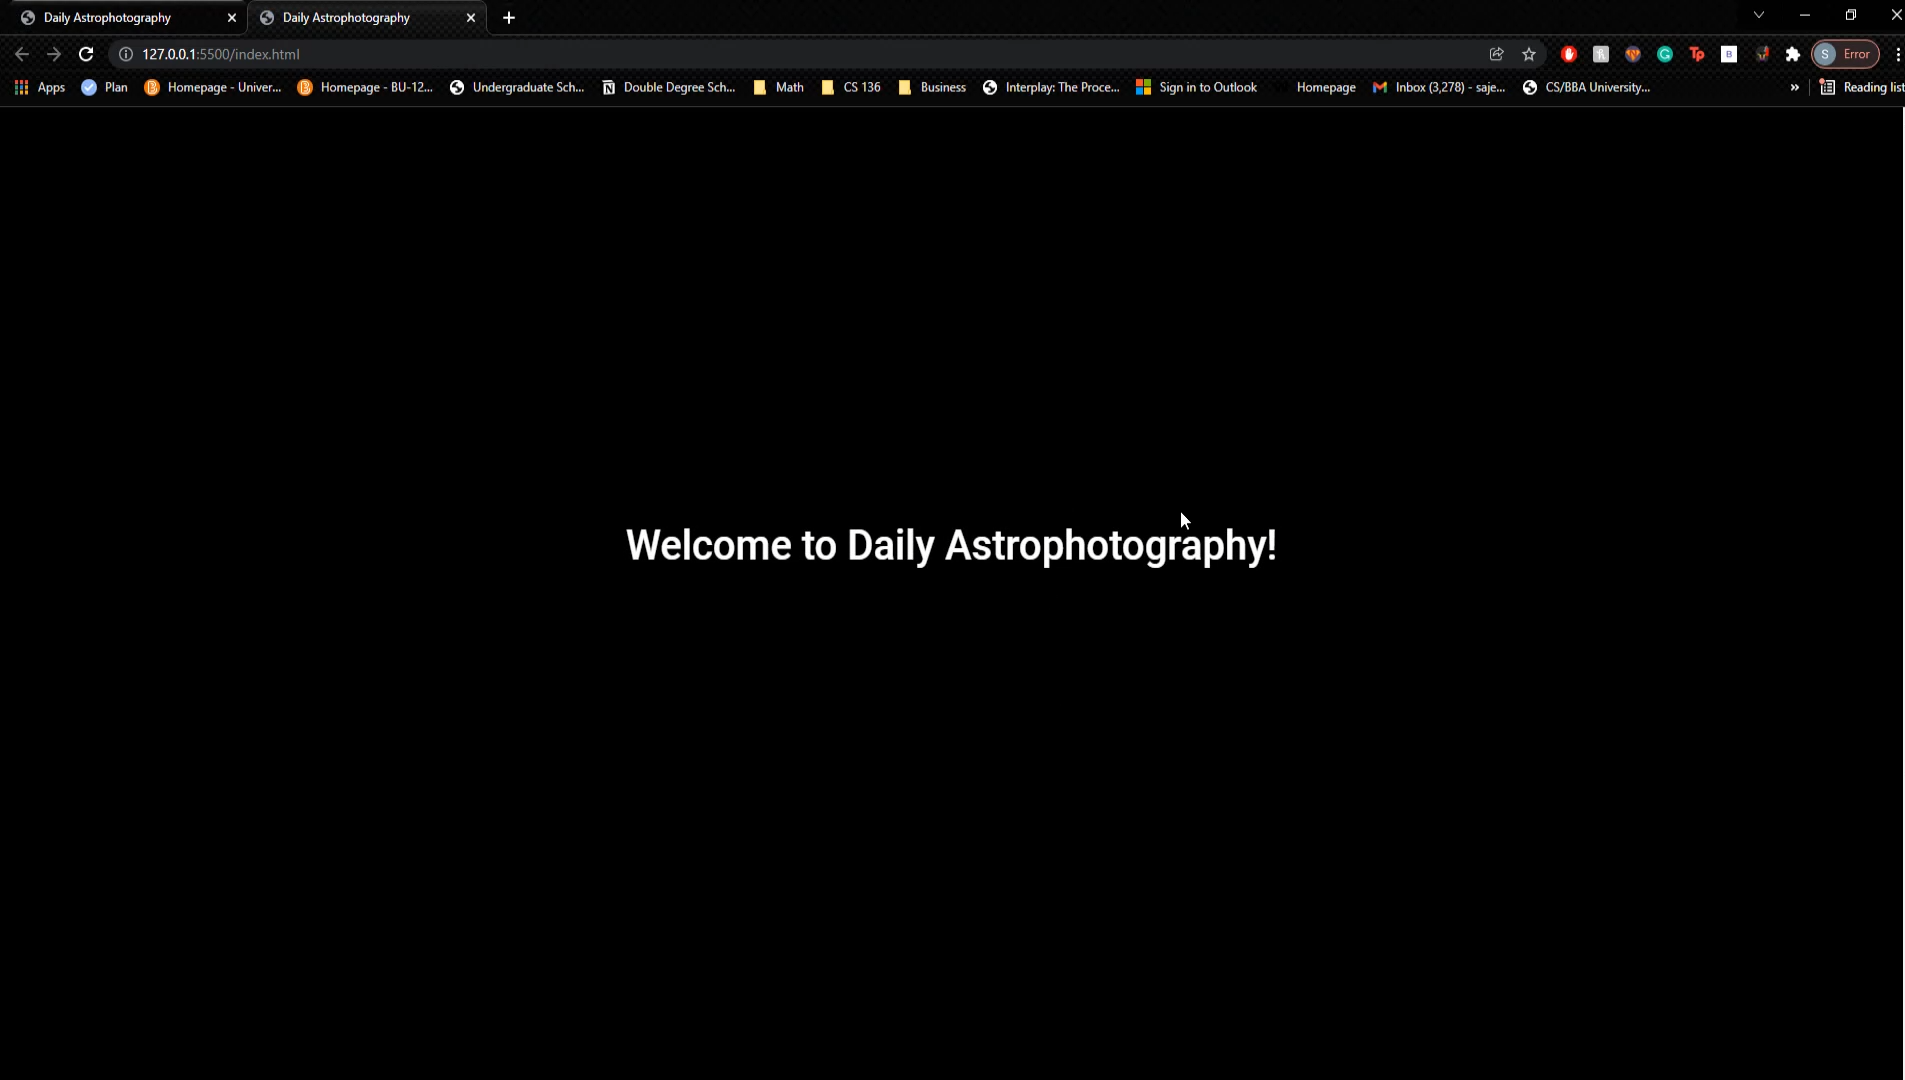 Daily Astrophotography
Daily Astrophotography
127.0.0.1:5500/index.html
S Error
Apps
Plan
Homepage - Univer...
Homepage - BU-12...
Undergraduate Sch...
Double Degree Sch...
Math
CS 136
Business
Interplay: The Proce...
Sign in to Outlook
Homepage
Inbox (3,278) - saje...
CS/BBA University...
»
Reading list
Welcome to Daily Astrophotography!